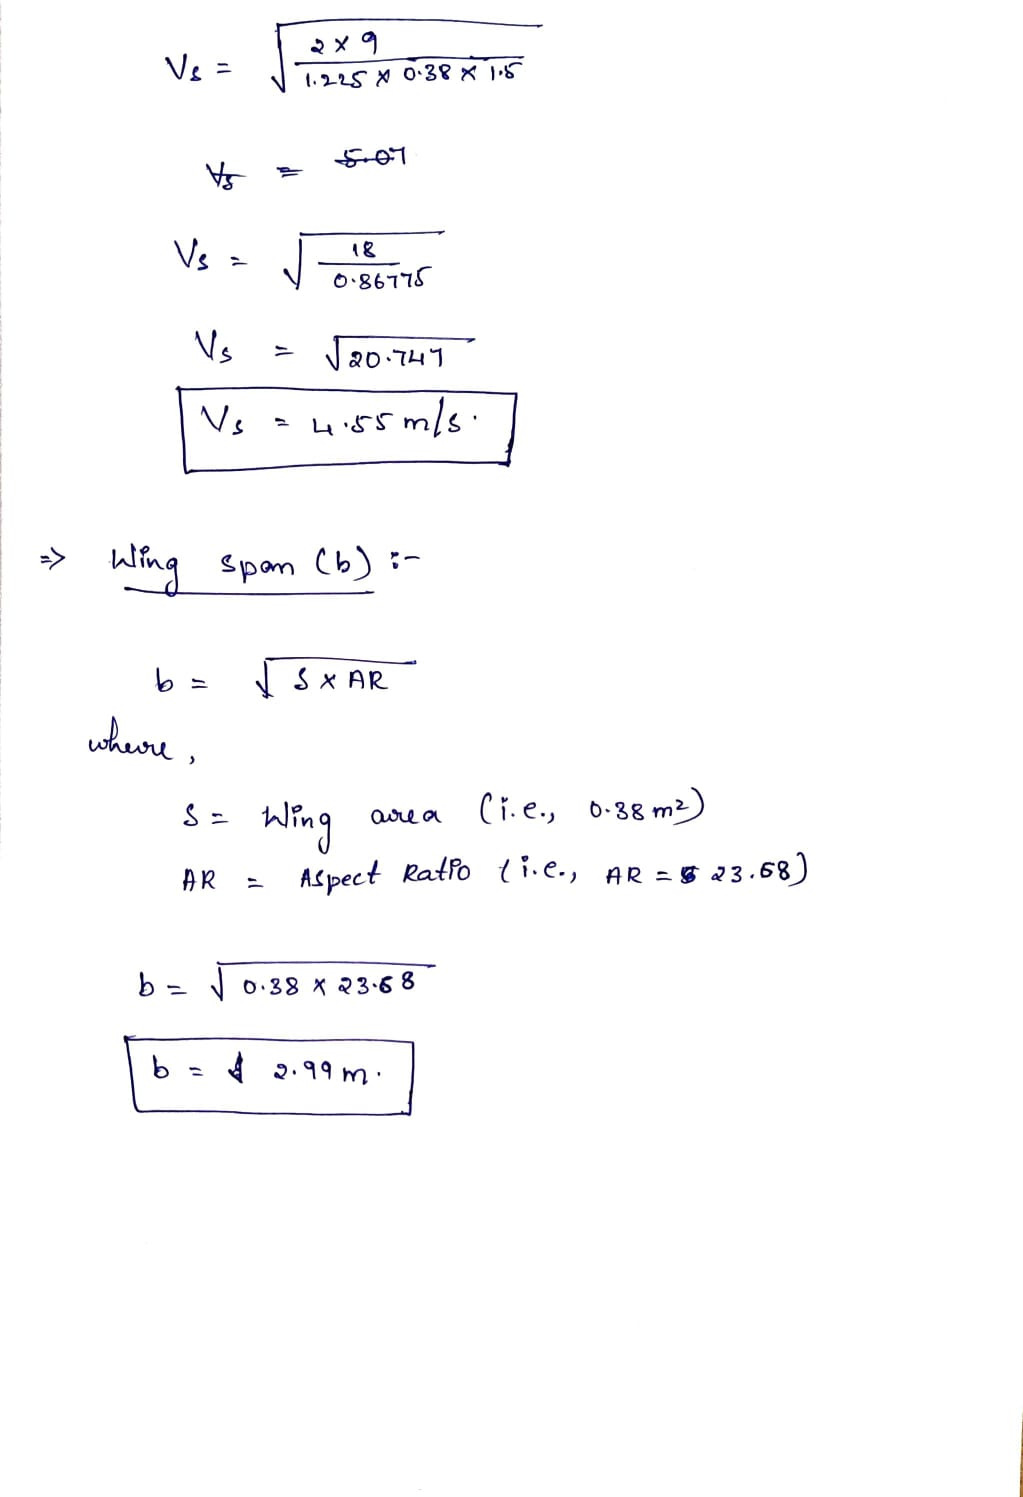 Vs = √(2 × 9 / 1.225 × 0.38 × 1.5)
Vs = 5.07
Vs = √(18 / 0.86775)
Vs = √20.747
Vs = 4.55 m/s.
⇒ Wing span (b) :-
b = √S × AR
where,
S = Wing area (i.e., 0.38 m²)
AR = Aspect Ratio (i.e., AR = 23.68)
b = √0.38 × 23.68
b = 2.99 m.